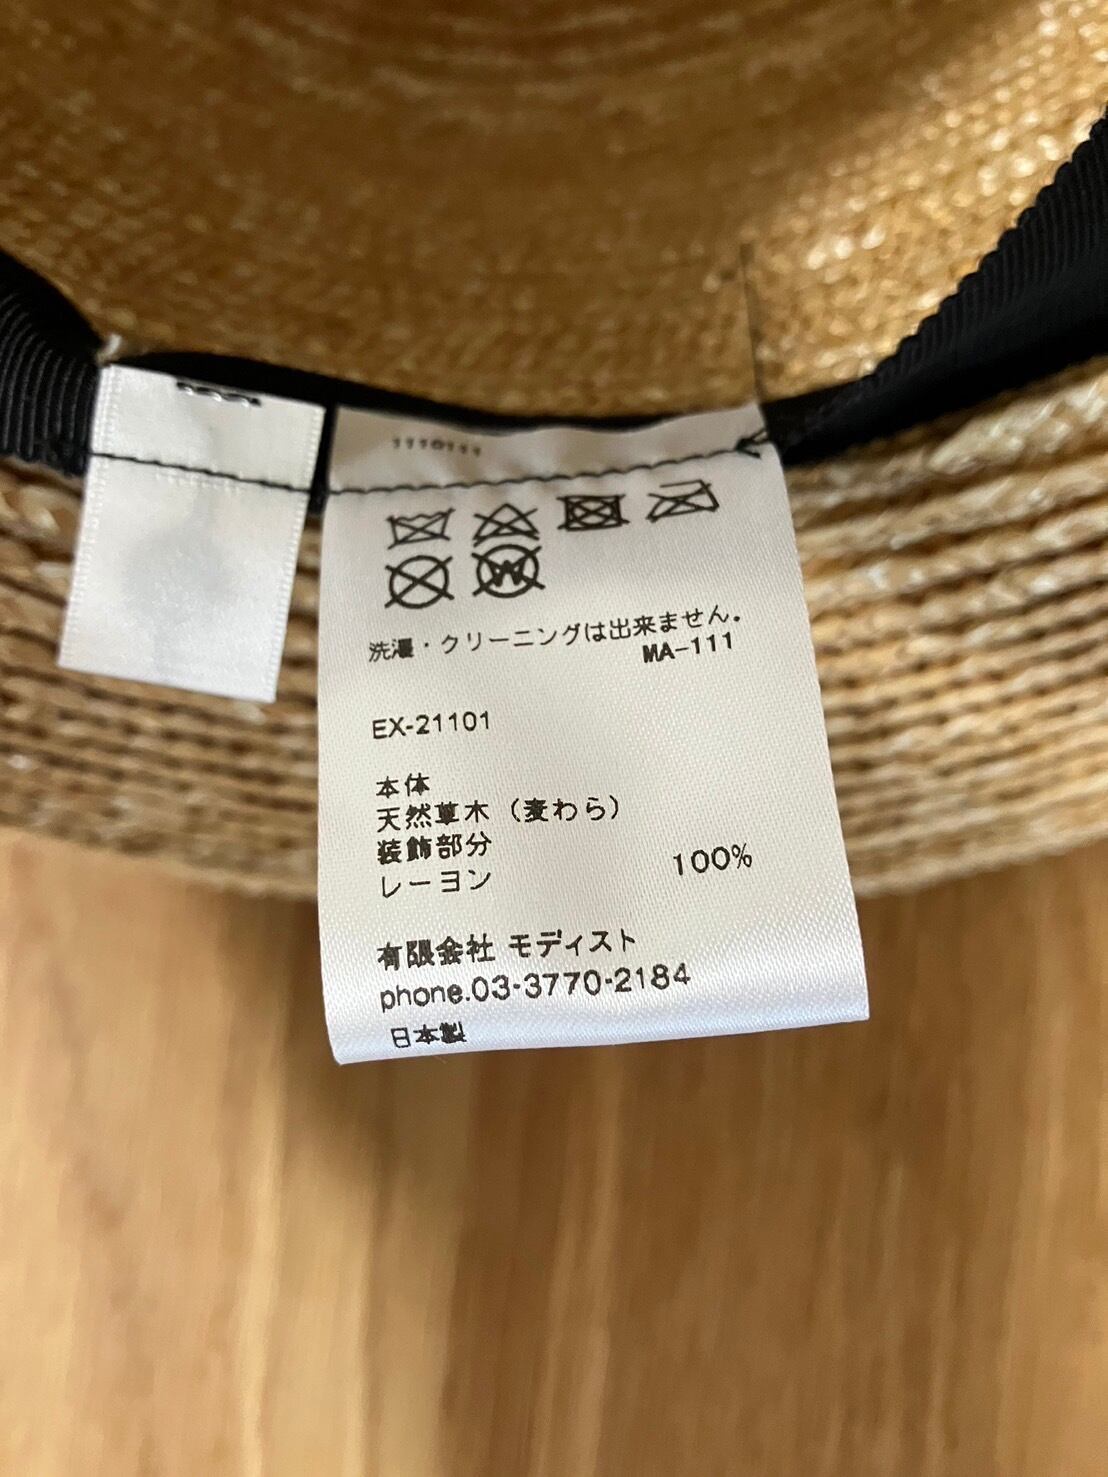 1110111
洗濯・クリーニングは出来ません。
MA-111
EX-21101
本体
天然草木（麦わら）
装飾部分
レーヨン 100%
有限会社 モディスト
phone.03-3770-2184
日本製